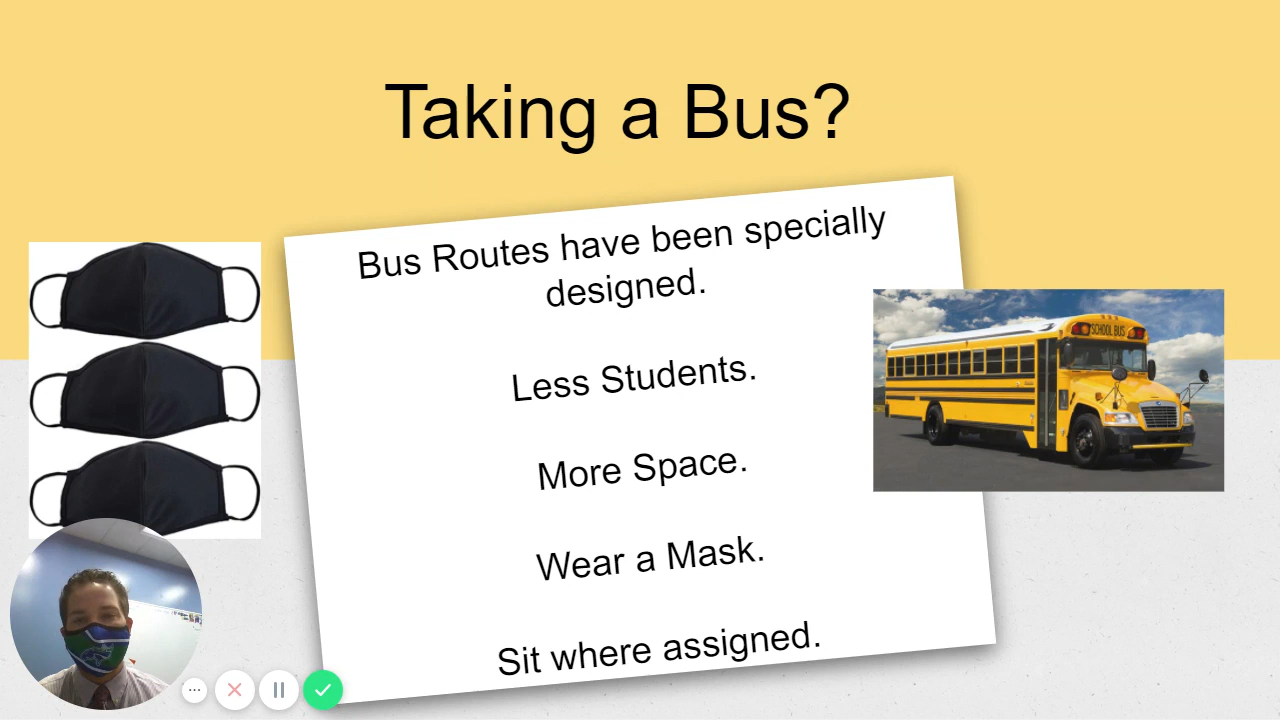 Taking a Bus?
Bus Routes have been specially
designed.
Less Students.
More Space.
Wear a Mask.
Sit where assigned.
SCHOOL BUS